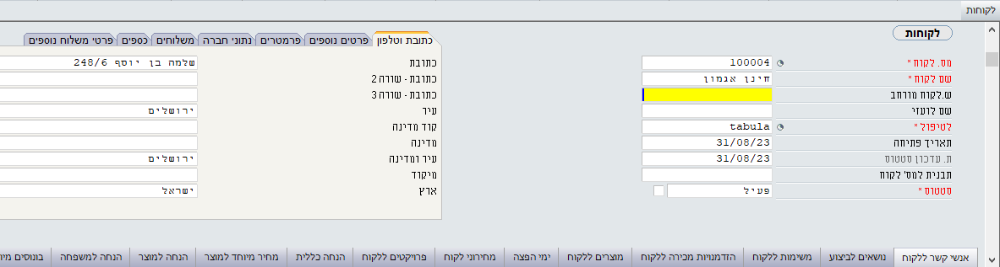 לקוחות
לקוחות
מס. לקוח * 100004
שם לקוח * חינן אגמון
ש.לקוח מורחב
שם לועזי
לטיפול * tabula
תאריך פתיחה 31/08/23
ת. עדכון סטטוס 31/08/23
תבנית למס' לקוח
סטטוס * פעיל
כתובת וטלפון פרטים נוספים פרמטרים נתוני חברה משלוחים כספים פרטי משלוח נוספים
כתובת שלמה בן יוסף 248/6
כתובת - שורה 2
כתובת - שורה 3
עיר ירושלים
קוד מדינה
מדינה
עיר ומדינה ירושלים
מיקוד
ארץ ישראל
אנשי קשר ללקוח נושאים לביצוע משימות ללקוח הזדמנויות מכירה ללקוח מוצרים ללקוח ימי הפצה מחירוני לקוח פרויקטים ללקוח הנחה כללית מחיר מיוחד למוצר הנחה למוצר הנחה למשפחה בונוסים